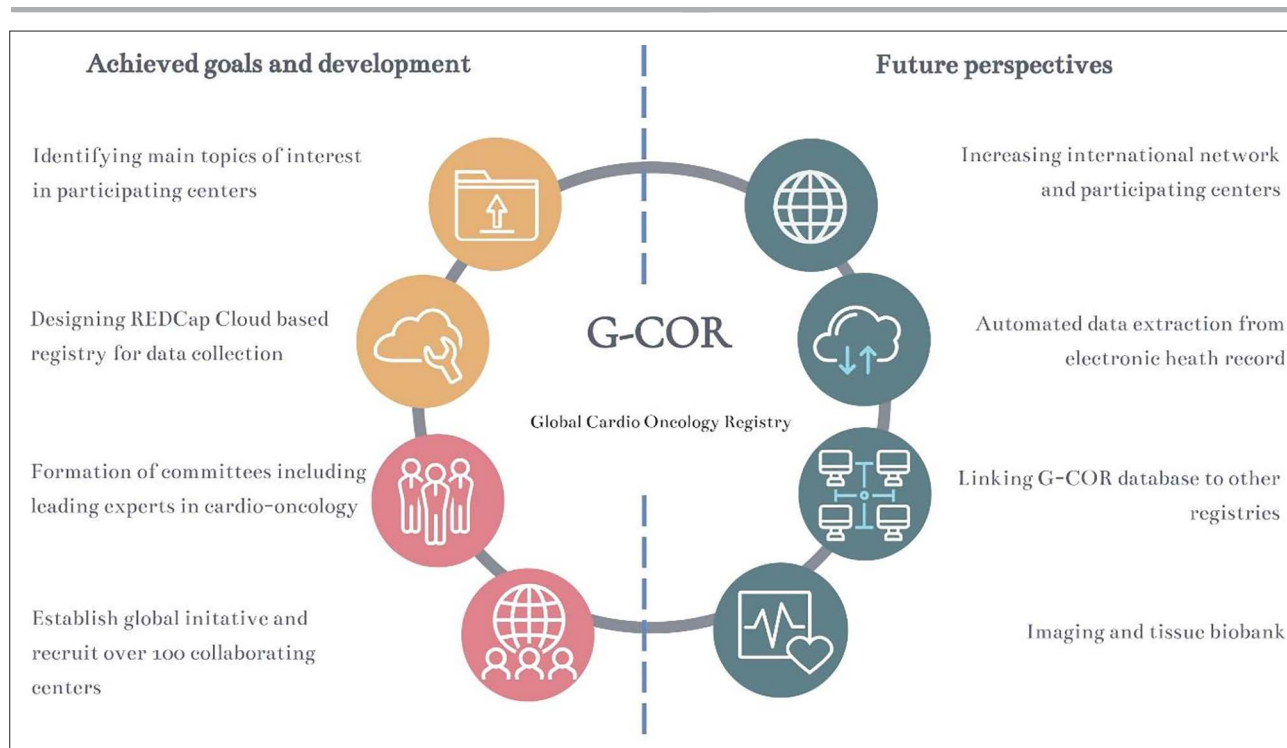 Achieved goals and development
Identifying main topics of interest
in participating centers
Designing REDCap Cloud based
registry for data collection
Formation of committees including
leading experts in cardio-oncology
Establish global initative and
recruit over 100 collaborating
centers
G-COR
Global Cardio Oncology Registry
Future perspectives
Increasing international network
and participating centers
Automated data extraction from
electronic heath record
Linking G-COR database to other
registries
Imaging and tissue biobank